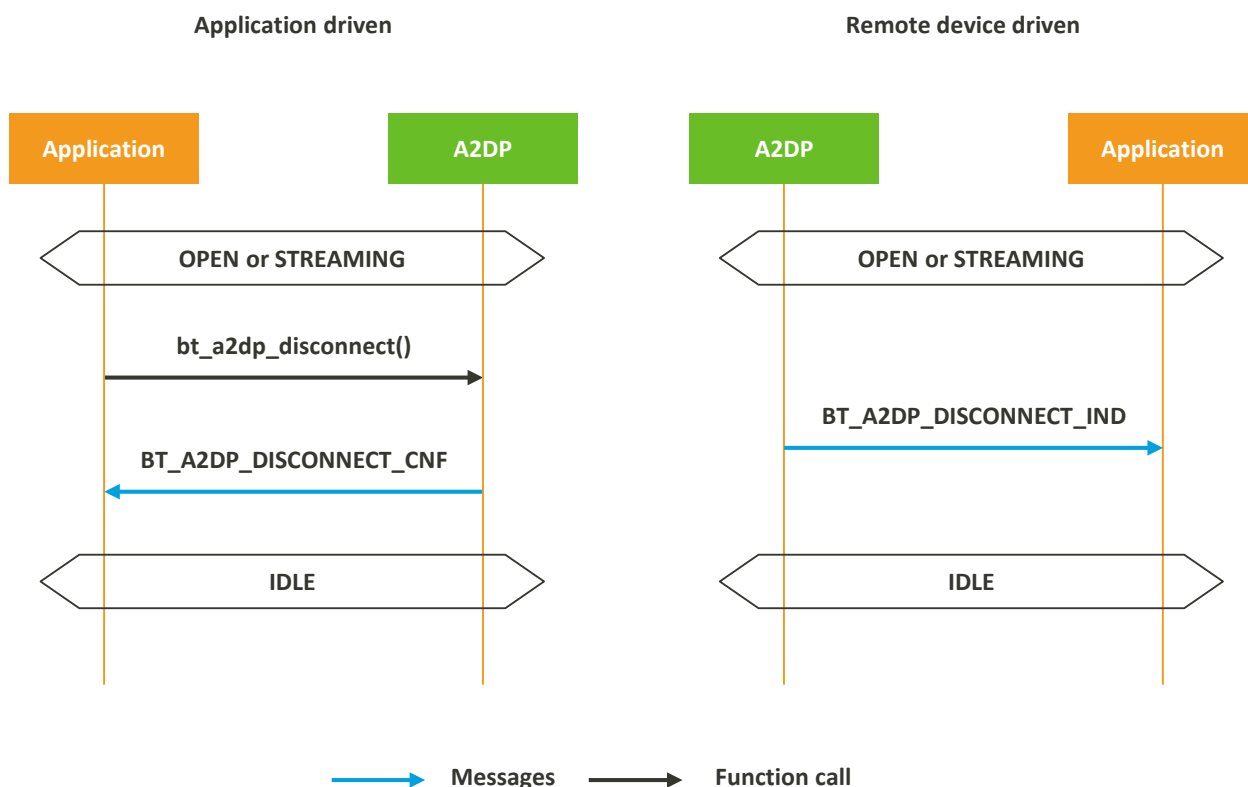 Application driven
Remote device driven
Application
A2DP
A2DP
Application
OPEN or STREAMING
OPEN or STREAMING
bt_a2dp_disconnect()
BT_A2DP_DISCONNECT_IND
BT_A2DP_DISCONNECT_CNF
IDLE
IDLE
Messages
Function call